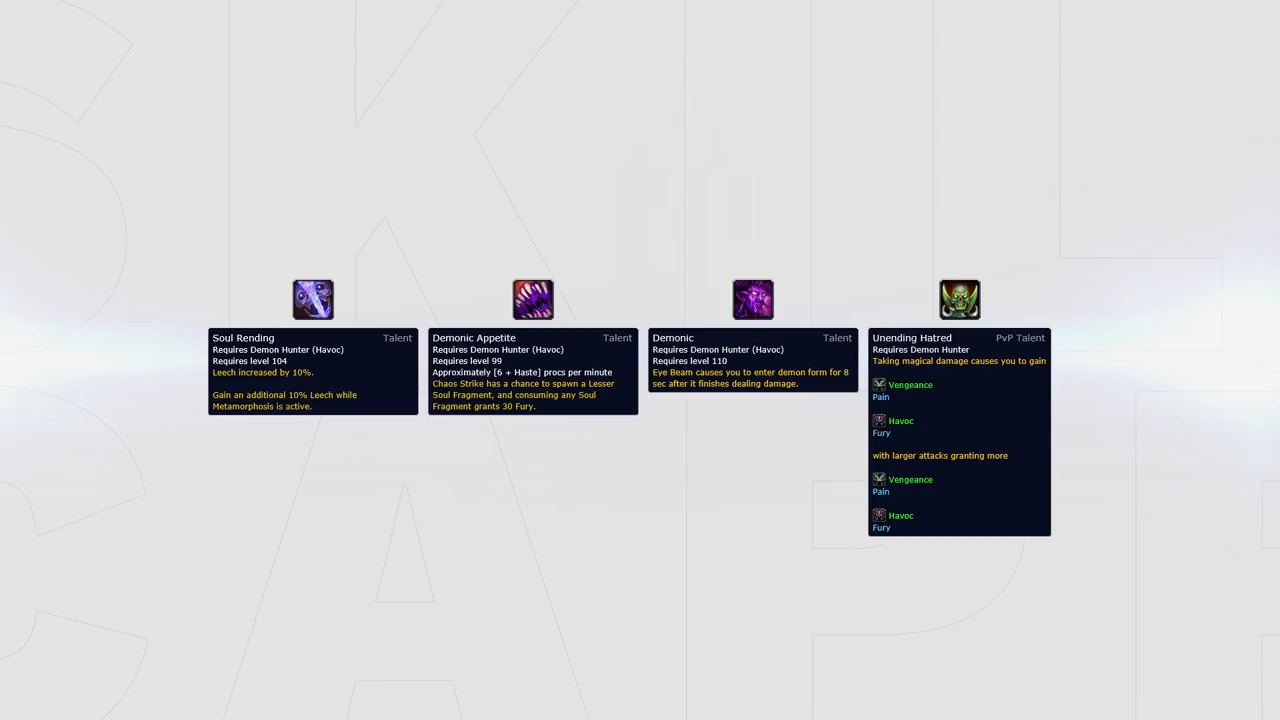 SKILL
CAPPE
Soul Rending Talent
Requires Demon Hunter (Havoc)
Requires level 104
Leech increased by 10%.
Gain an additional 10% Leech while
Metamorphosis is active.
Demonic Appetite Talent
Requires Demon Hunter (Havoc)
Requires level 99
Approximately [6 + Haste] procs per minute
Chaos Strike has a chance to spawn a Lesser
Soul Fragment, and consuming any Soul
Fragment grants 30 Fury.
Demonic Talent
Requires Demon Hunter (Havoc)
Requires level 110
Eye Beam causes you to enter demon form for 8
sec after it finishes dealing damage.
Unending Hatred PvP Talent
Requires Demon Hunter
Taking magical damage causes you to gain
Vengeance
Pain
Havoc
Fury
with larger attacks granting more
Vengeance
Pain
Havoc
Fury